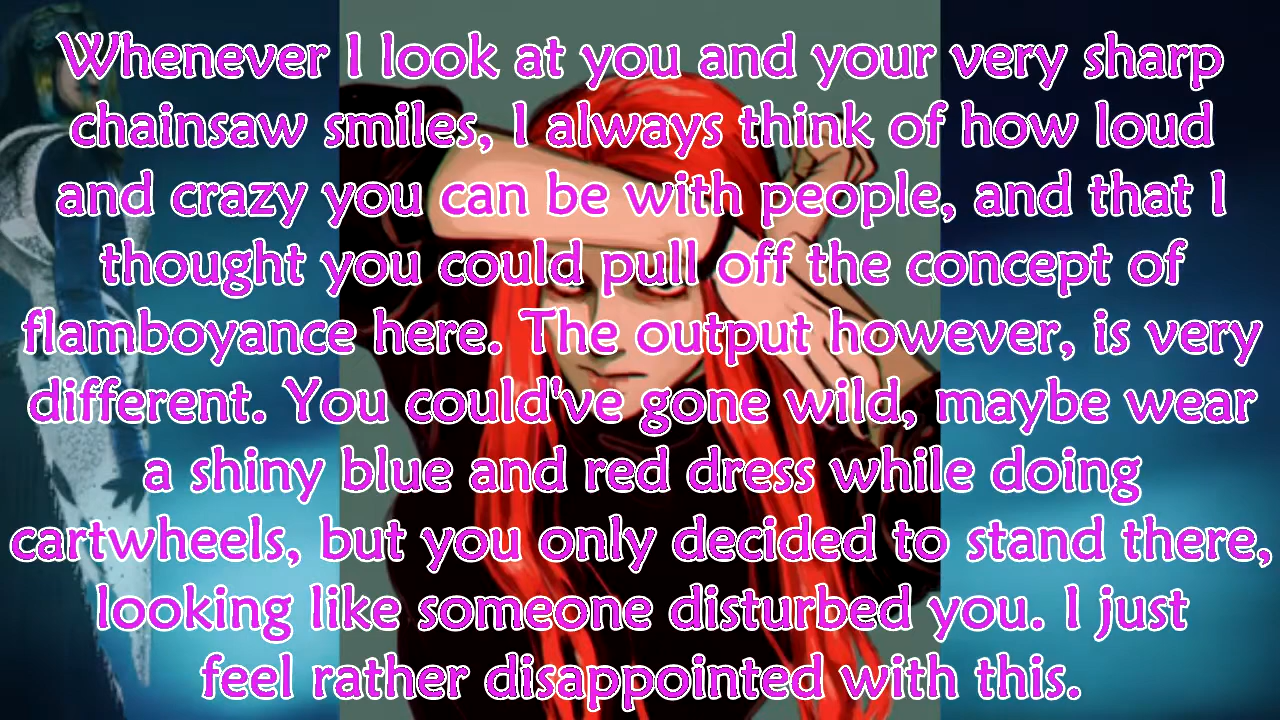 Whenever I look at you and your very sharp
chainsaw smiles, I always think of how loud
and crazy you can be with people, and that I
thought you could pull off the concept of
flamboyance here. The output however, is very
different. You could've gone wild, maybe wear
a shiny blue and red dress while doing
cartwheels, but you only decided to stand there,
looking like someone disturbed you. I just
feel rather disappointed with this.